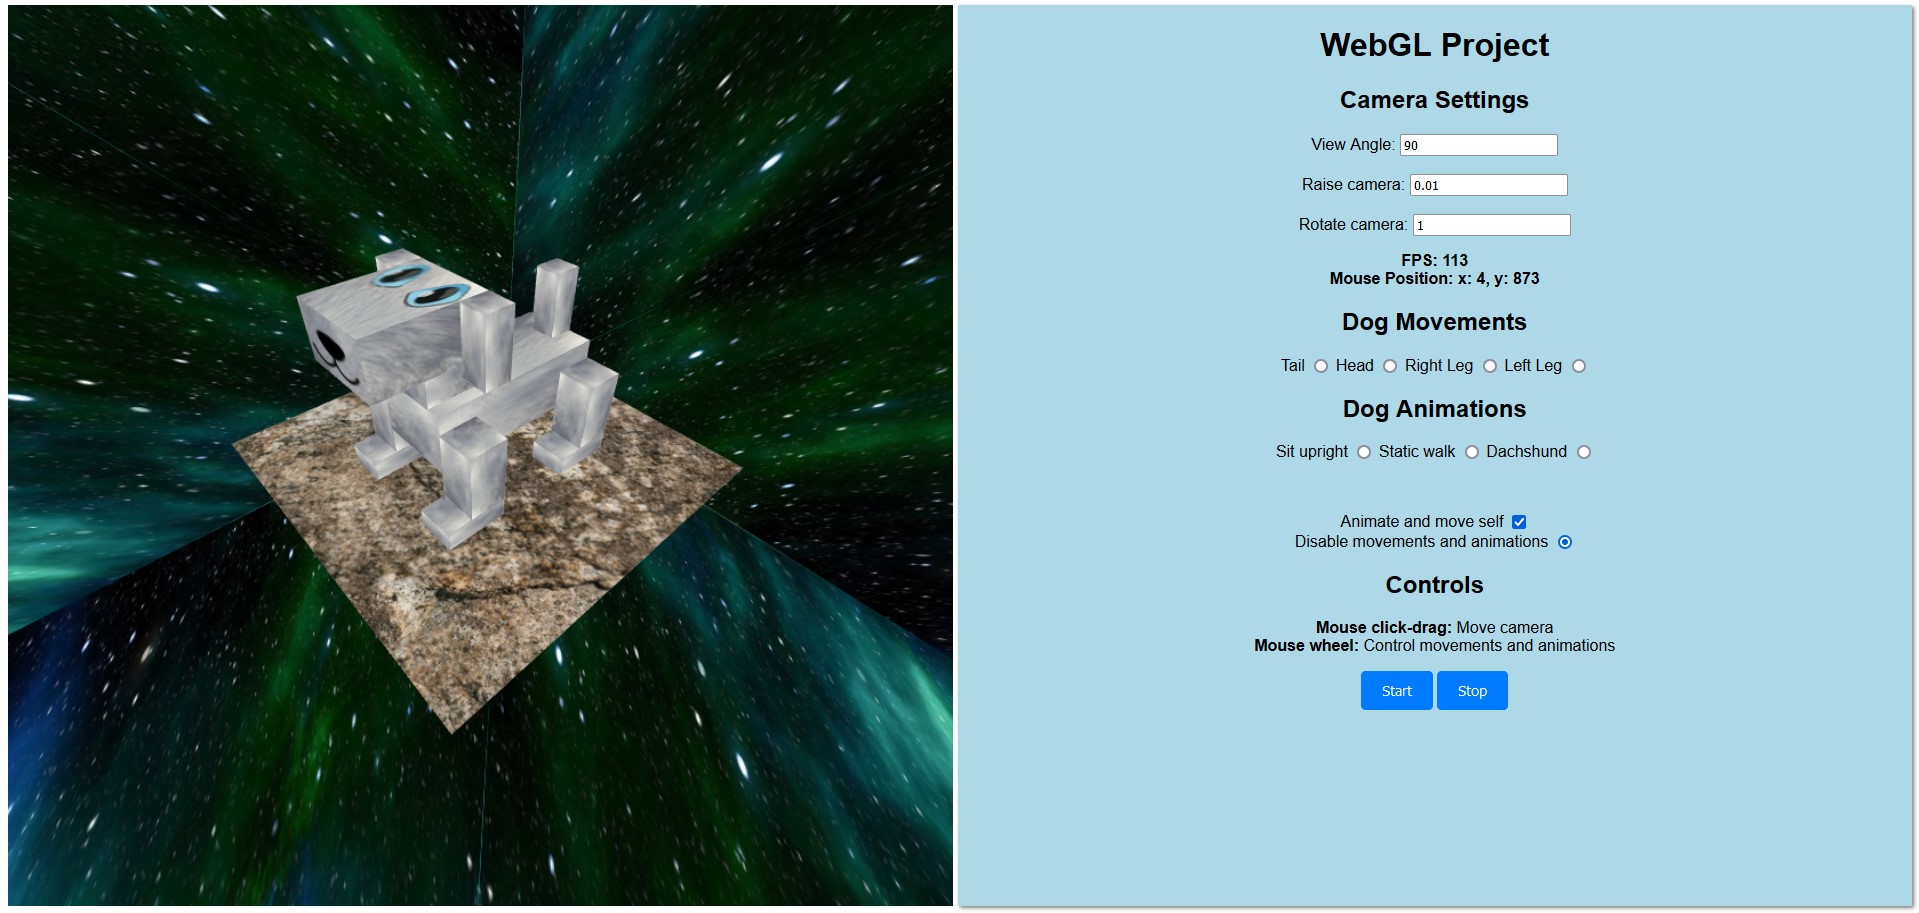 WebGL Project
Camera Settings
View Angle: 90
Raise camera: 0.01
Rotate camera: 1
FPS: 113
Mouse Position: x: 4, y: 873
Dog Movements
Tail Head Right Leg Left Leg
Dog Animations
Sit upright Static walk Dachshund
Animate and move self
Disable movements and animations
Controls
Mouse click-drag: Move camera
Mouse wheel: Control movements and animations
Start Stop